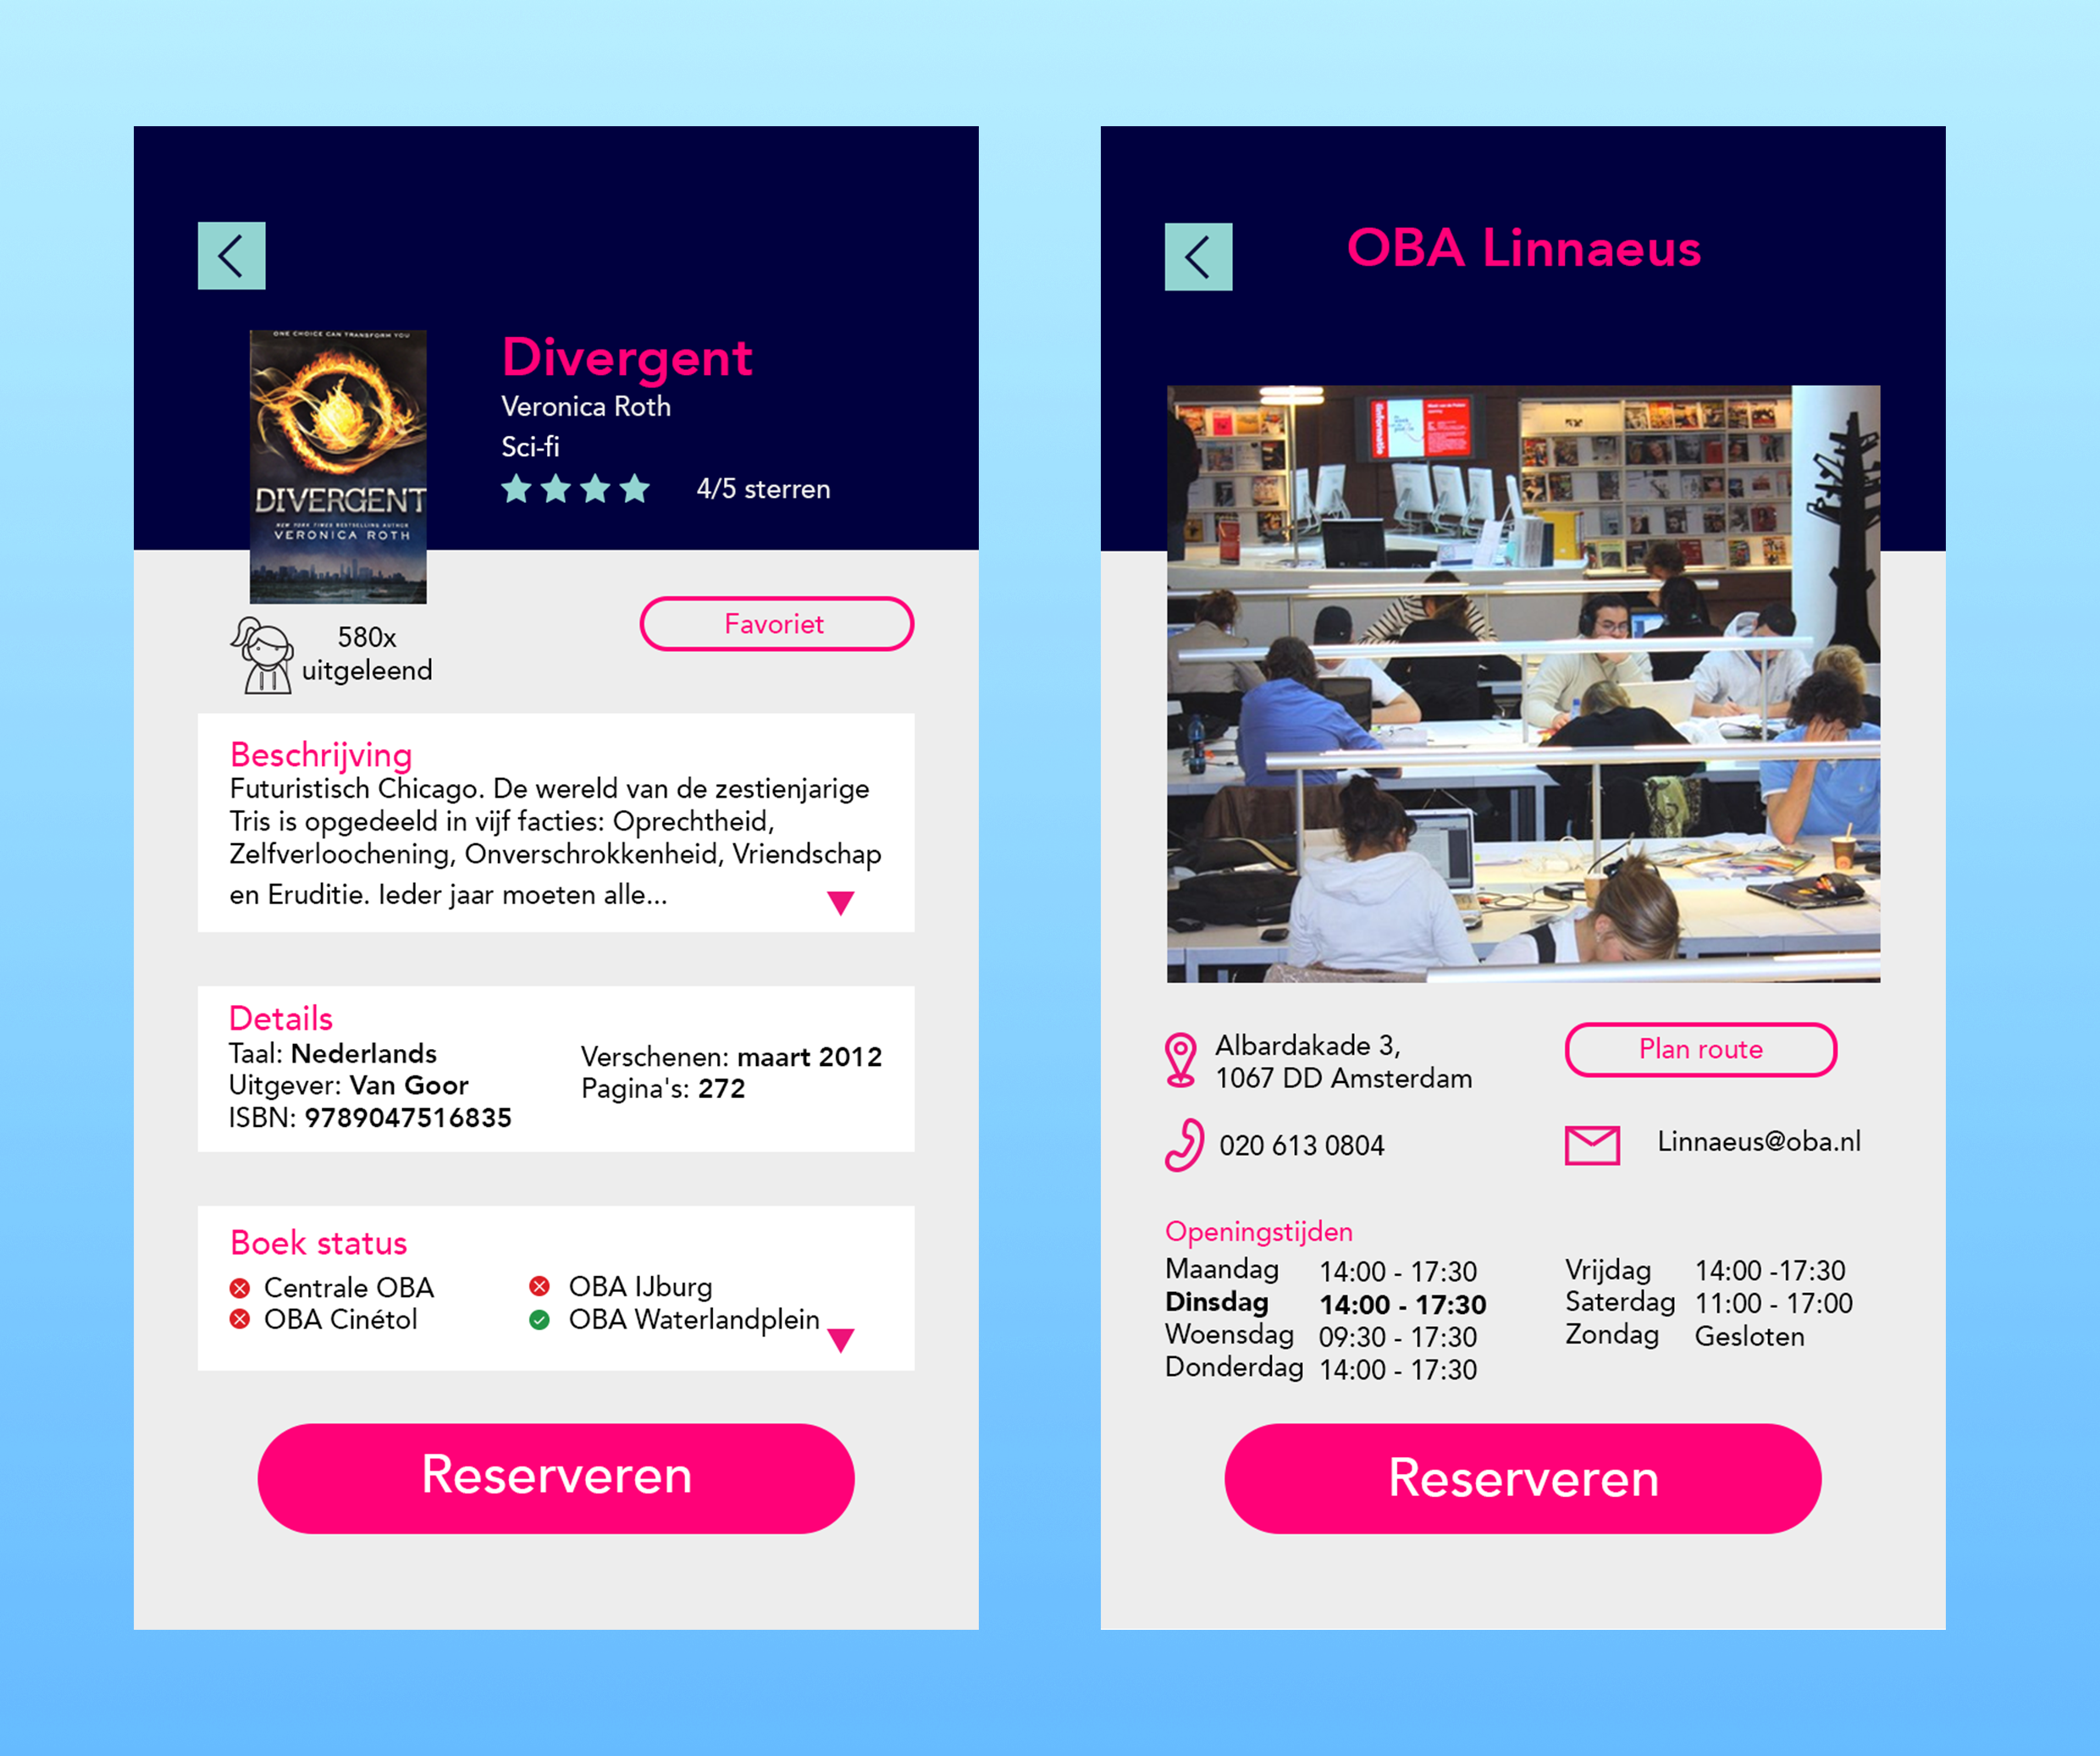 ONE CHOICE CAN TRANSFORM YOU
DIVERGENT
NEW YORK TIMES BESTSELLING AUTHOR
VERONICA ROTH
Divergent
Veronica Roth
Sci-fi
4/5 sterren
580x
uitgeleend
Favoriet
Beschrijving
Futuristisch Chicago. De wereld van de zestienjarige
Tris is opgedeeld in vijf facties: Oprechtheid,
Zelfverloochening, Onverschrokkenheid, Vriendschap
en Eruditie. Ieder jaar moeten alle...
Details
Taal: Nederlands
Uitgever: Van Goor
ISBN: 9789047516835
Verschenen: maart 2012
Pagina's: 272
Boek status
Centrale OBA
OBA Cinétol
OBA IJburg
OBA Waterlandplein
Reserveren
OBA Linnaeus
informatie
Albardakade 3,
1067 DD Amsterdam
Plan route
020 613 0804
Linnaeus@oba.nl
Openingstijden
Maandag 14:00 - 17:30
Dinsdag 14:00 - 17:30
Woensdag 09:30 - 17:30
Donderdag 14:00 - 17:30
Vrijdag 14:00 -17:30
Saterdag 11:00 - 17:00
Zondag Gesloten
Reserveren